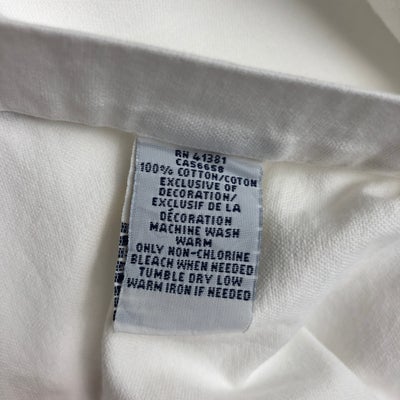 RN 41381
CA56658
100% COTTON/COTON
EXCLUSIVE OF
DECORATION/
EXCLUSIF DE LA
DÉCORATION
MACHINE WASH
WARM
ONLY NON-CHLORINE
BLEACH WHEN NEEDED
TUMBLE DRY LOW
WARM IRON IF NEEDED